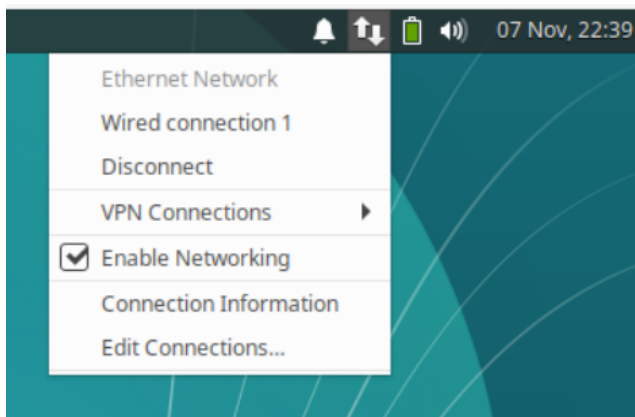 07 Nov, 22:39
Ethernet Network
Wired connection 1
Disconnect
VPN Connections
Enable Networking
Connection Information
Edit Connections...